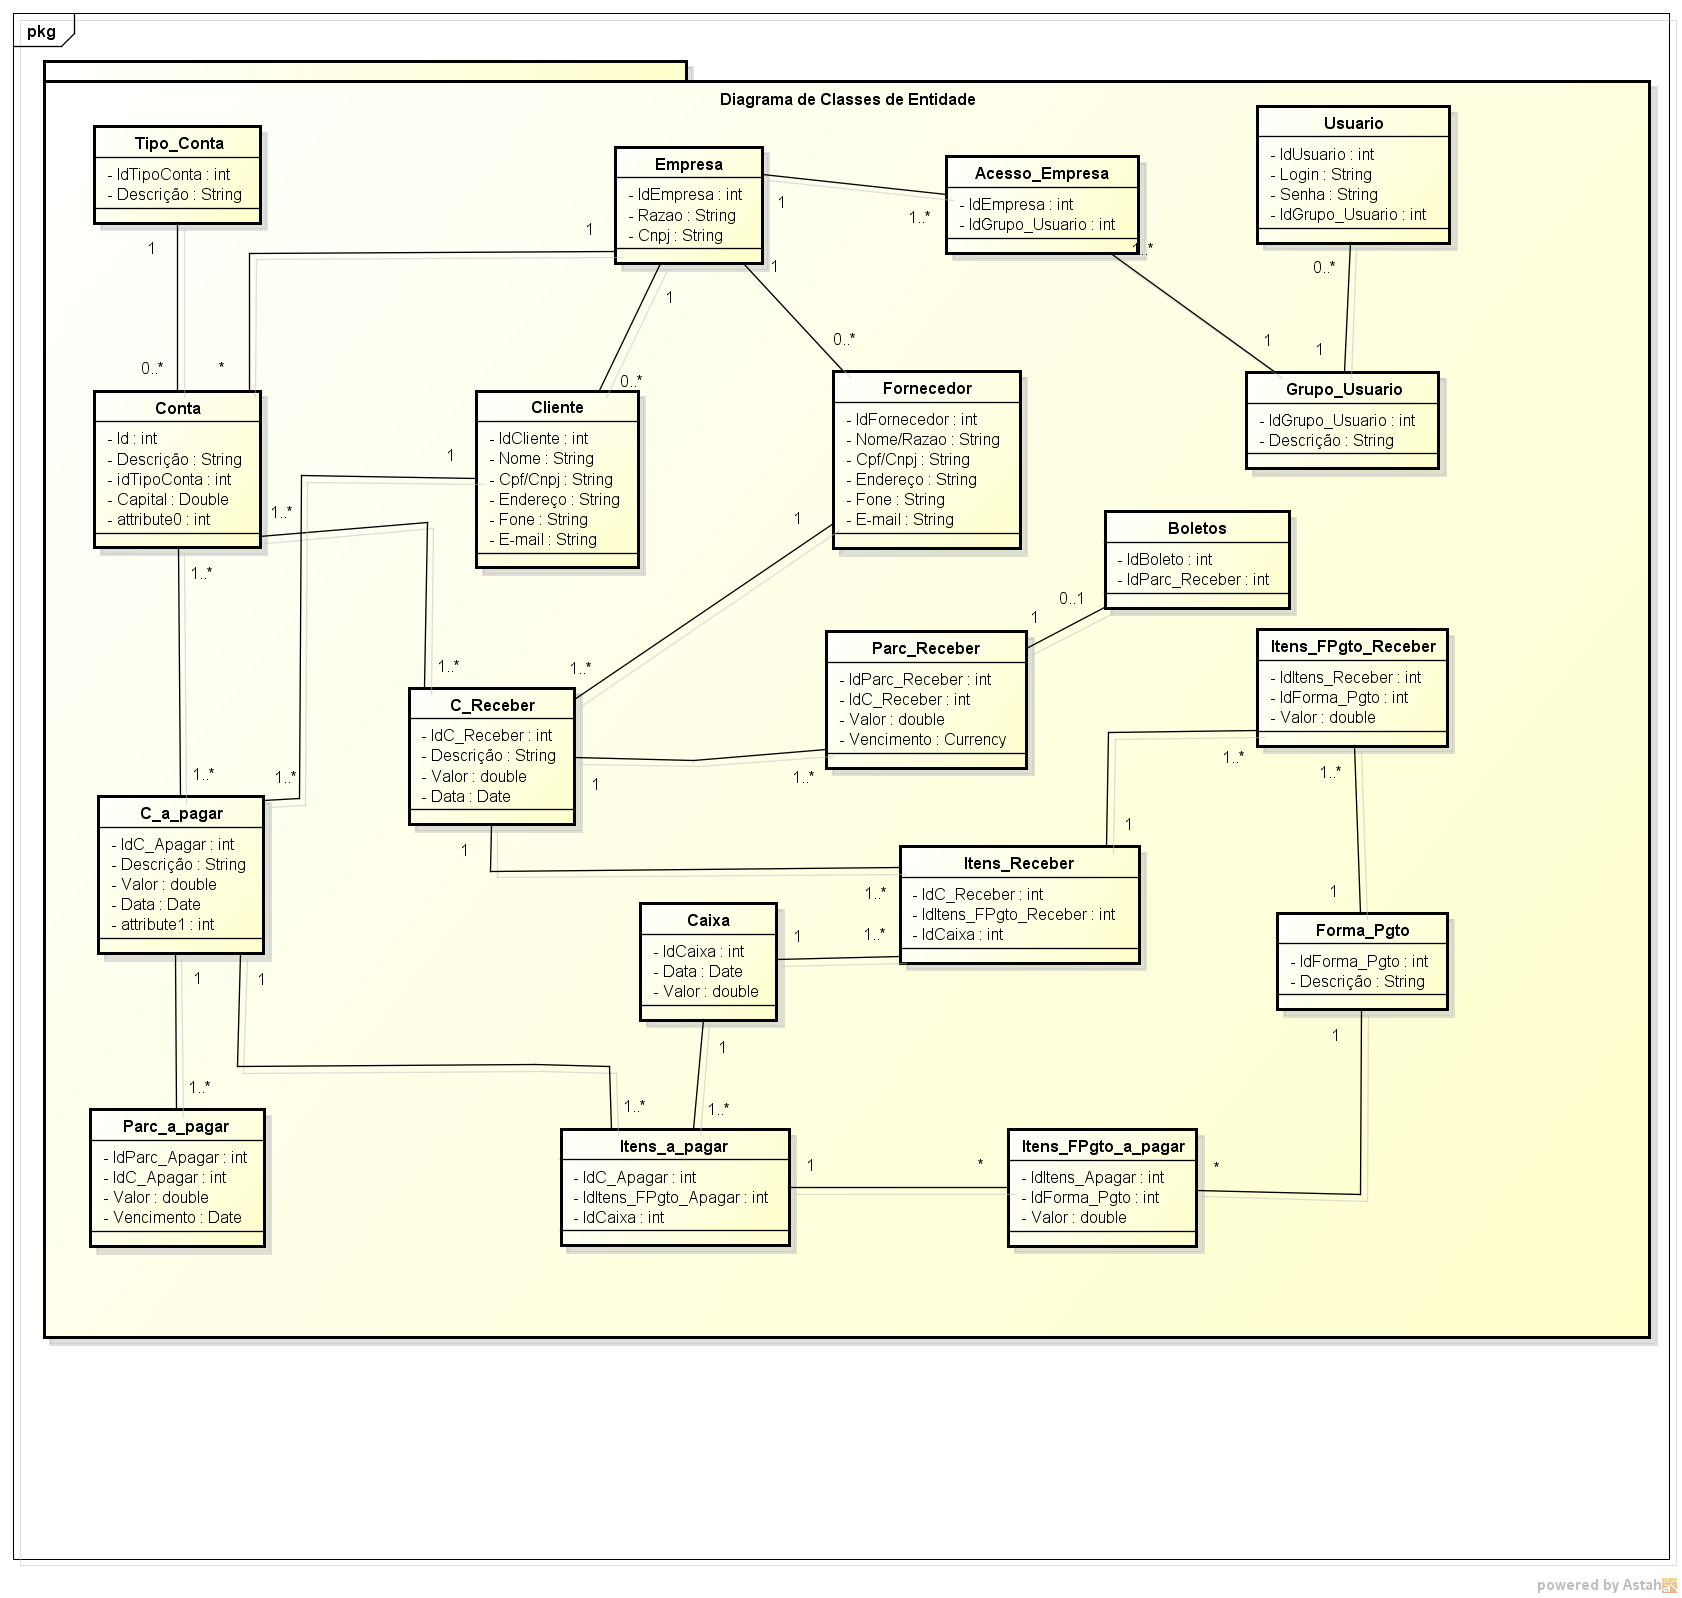 pkg
Diagrama de Classes de Entidade
Tipo_Conta
- IdTipoConta : int
- Descrição : String
Empresa
- IdEmpresa : int
- Razao : String
- Cnpj : String
Acesso_Empresa
- IdEmpresa : int
- IdGrupo_Usuario : int
Usuario
- IdUsuario : int
- Login : String
- Senha : String
- IdGrupo_Usuario : int
1
1
1
1..*
1
1
1..*
0..*
1
1
0..*
*
0..*
0..*
Conta
- Id : int
- Descrição : String
- idTipoConta : int
- Capital : Double
- attribute0 : int
Cliente
- IdCliente : int
- Nome : String
- Cpf/Cnpj : String
- Endereço : String
- Fone : String
- E-mail : String
Fornecedor
- IdFornecedor : int
- Nome/Razao : String
- Cpf/Cnpj : String
- Endereço : String
- Fone : String
- E-mail : String
Grupo_Usuario
- IdGrupo_Usuario : int
- Descrição : String
1
1..*
1
1..*
Boletos
- IdBoleto : int
- IdParc_Receber : int
0..1
1
1..*
1..*
C_Receber
- IdC_Receber : int
- Descrição : String
- Valor : double
- Data : Date
Parc_Receber
- IdParc_Receber : int
- IdC_Receber : int
- Valor : double
- Vencimento : Currency
Itens_FPgto_Receber
- IdItens_Receber : int
- IdForma_Pgto : int
- Valor : double
1..*
1..*
1
1..*
1..*
1..*
C_a_pagar
- IdC_Apagar : int
- Descrição : String
- Valor : double
- Data : Date
- attribute1 : int
1
1
1..*
1
Itens_Receber
- IdC_Receber : int
- IdItens_FPgto_Receber : int
- IdCaixa : int
Caixa
- IdCaixa : int
- Data : Date
- Valor : double
1
1..*
Forma_Pgto
- IdForma_Pgto : int
- Descrição : String
1
1
1
1
1..*
1..*
1..*
Parc_a_pagar
- IdParc_Apagar : int
- IdC_Apagar : int
- Valor : double
- Vencimento : Date
Itens_a_pagar
- IdC_Apagar : int
- IdItens_FPgto_Apagar : int
- IdCaixa : int
1
*
Itens_FPgto_a_pagar
- IdItens_Apagar : int
- IdForma_Pgto : int
- Valor : double
*
powered by Astah